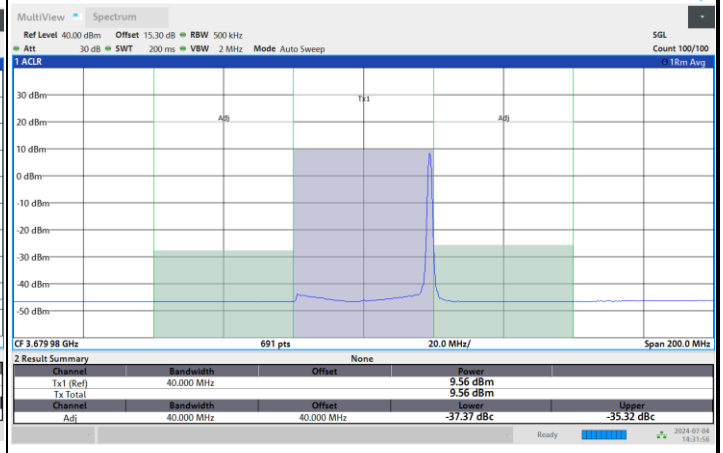 MultiView Spectrum
Ref Level 40.00 dBm Offset 15.30 dB RBW 500 kHz SGL
Att 30 dB SWT 200 ms VBW 2 MHz Mode Auto Sweep Count 100/100
1 ACLR 1Rm Avg
30 dBm
Tx1
20 dBm
Adj Adj
10 dBm
0 dBm
-10 dBm
-20 dBm
-30 dBm
-40 dBm
-50 dBm
CF 3.679 98 GHz 691 pts 20.0 MHz/ Span 200.0 MHz
2 Result Summary None
Channel Bandwidth Offset Power
Tx1 (Ref) 40.000 MHz 9.56 dBm
Tx Total 9.56 dBm
Channel Bandwidth Offset Lower Upper
Adj 40.000 MHz 40.000 MHz -37.37 dBc -35.32 dBc
Ready 2024-07-04
14:31:56